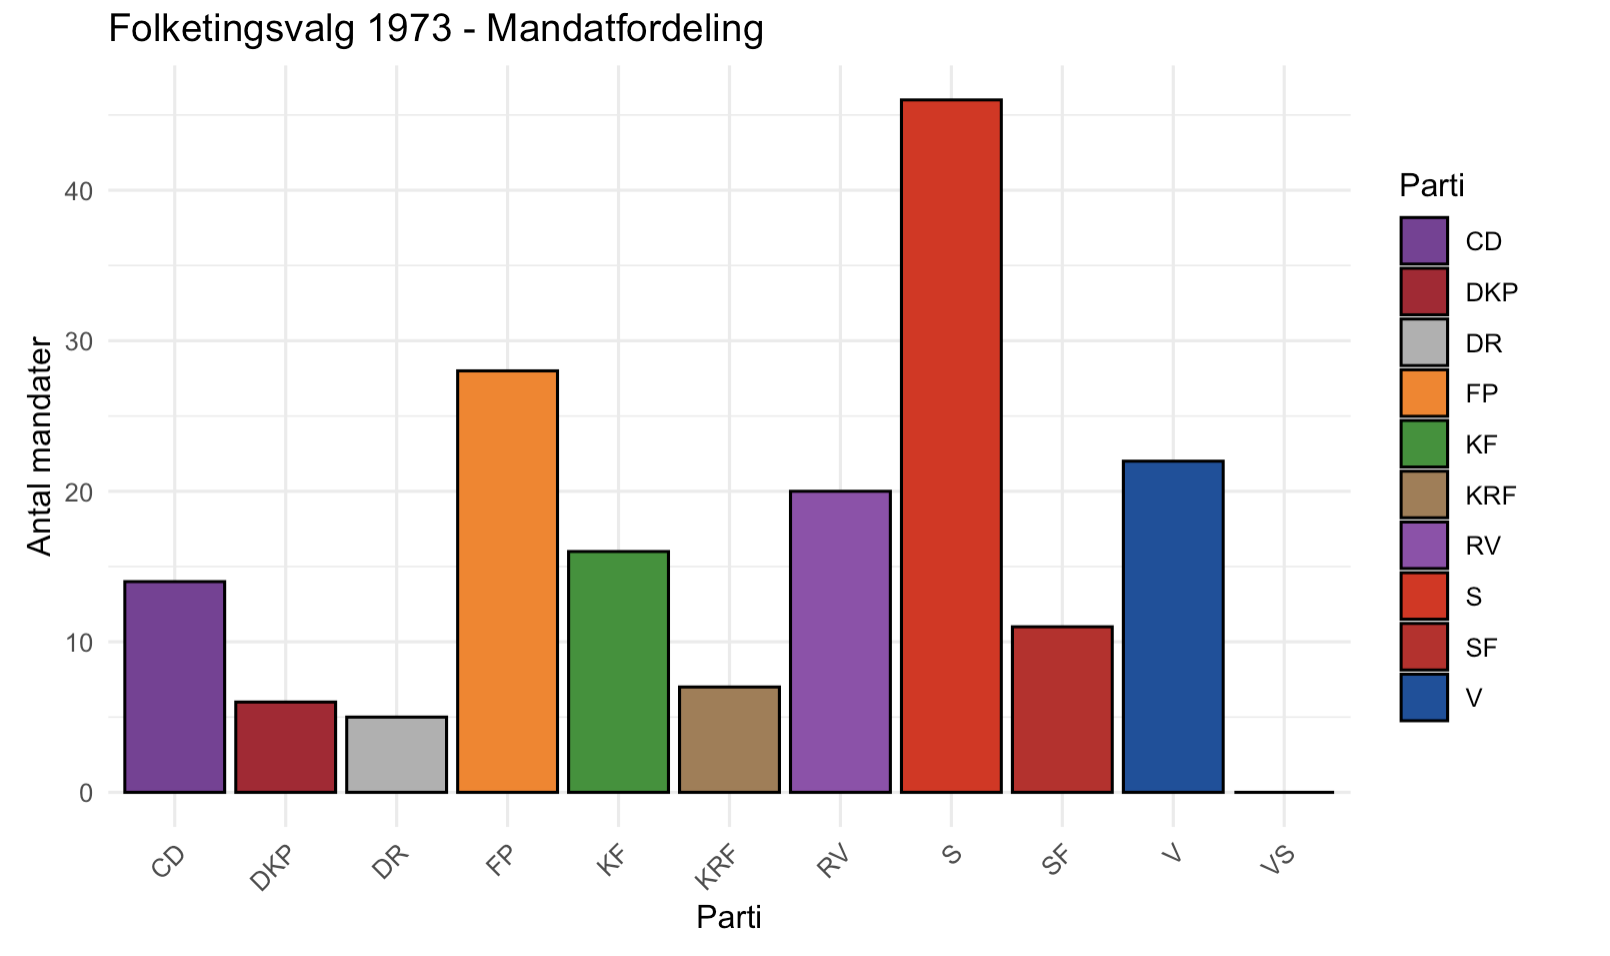 Folketingsvalg 1973 - Mandatfordeling
Antal mandater
40
30
20
10
0
CD
DKP
DR
FP
KF
KRF
RV
S
SF
V
VS
Parti
Parti
CD
DKP
DR
FP
KF
KRF
RV
S
SF
V